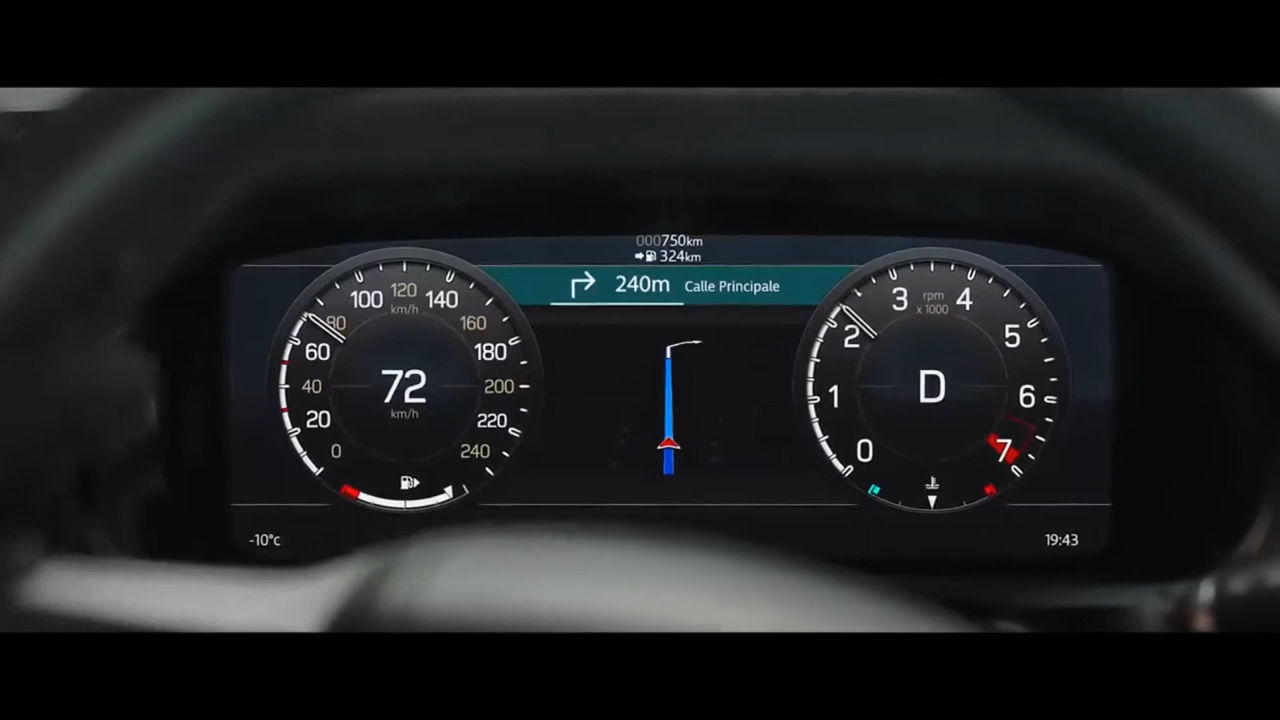 000750km
324km
240m Calle Principale
120
100 140
km/h
80 160
60 180
40 200
20 220
0 240
72
km/h
3 4
rpm
x 1000
2 5
1 6
0 7
D
-10°c
19:43